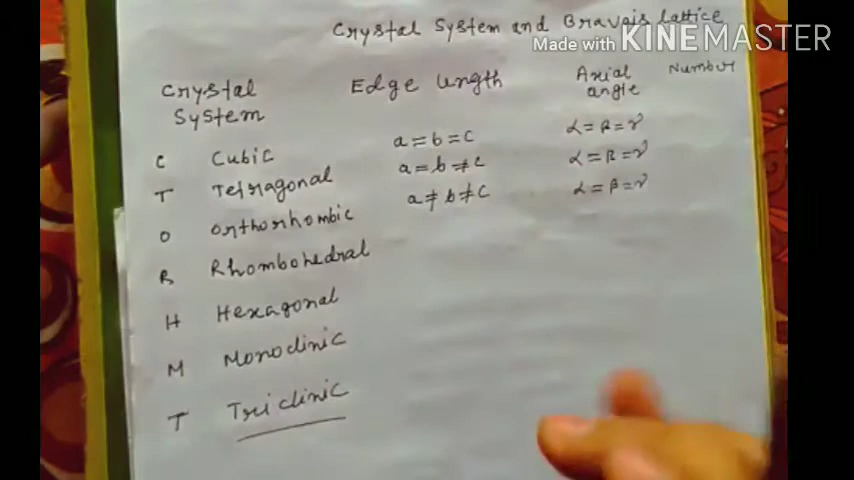 Crystal System and Bravais Lattice
Made with KINEMASTER
Crystal System Edge length Axial angle Number
C Cubic a = b = c α = β = γ
T Tetragonal a = b ≠ c α = β = γ
O Orthorhombic a ≠ b ≠ c α = β = γ
R Rhombohedral
H Hexagonal
M Monoclinic
T Triclinic